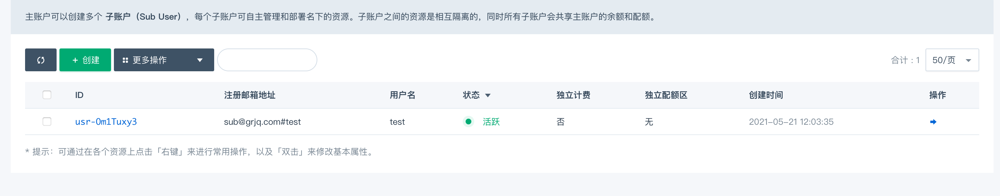 主账户可以创建多个 子账户（Sub User），每个子账户可自主管理和部署名下的资源。子账户之间的资源是相互隔离的，同时所有子账户会共享主账户的余额和配额。
+ 创建 更多操作 合计 : 1 50/页
ID 注册邮箱地址 用户名 状态 独立计费 独立配额区 创建时间 操作
usr-0m1Tuxy3 sub@grjq.com#test test 活跃 否 无 2021-05-21 12:03:35
* 提示：可通过在各个资源上点击「右键」来进行常用操作，以及「双击」来修改基本属性。